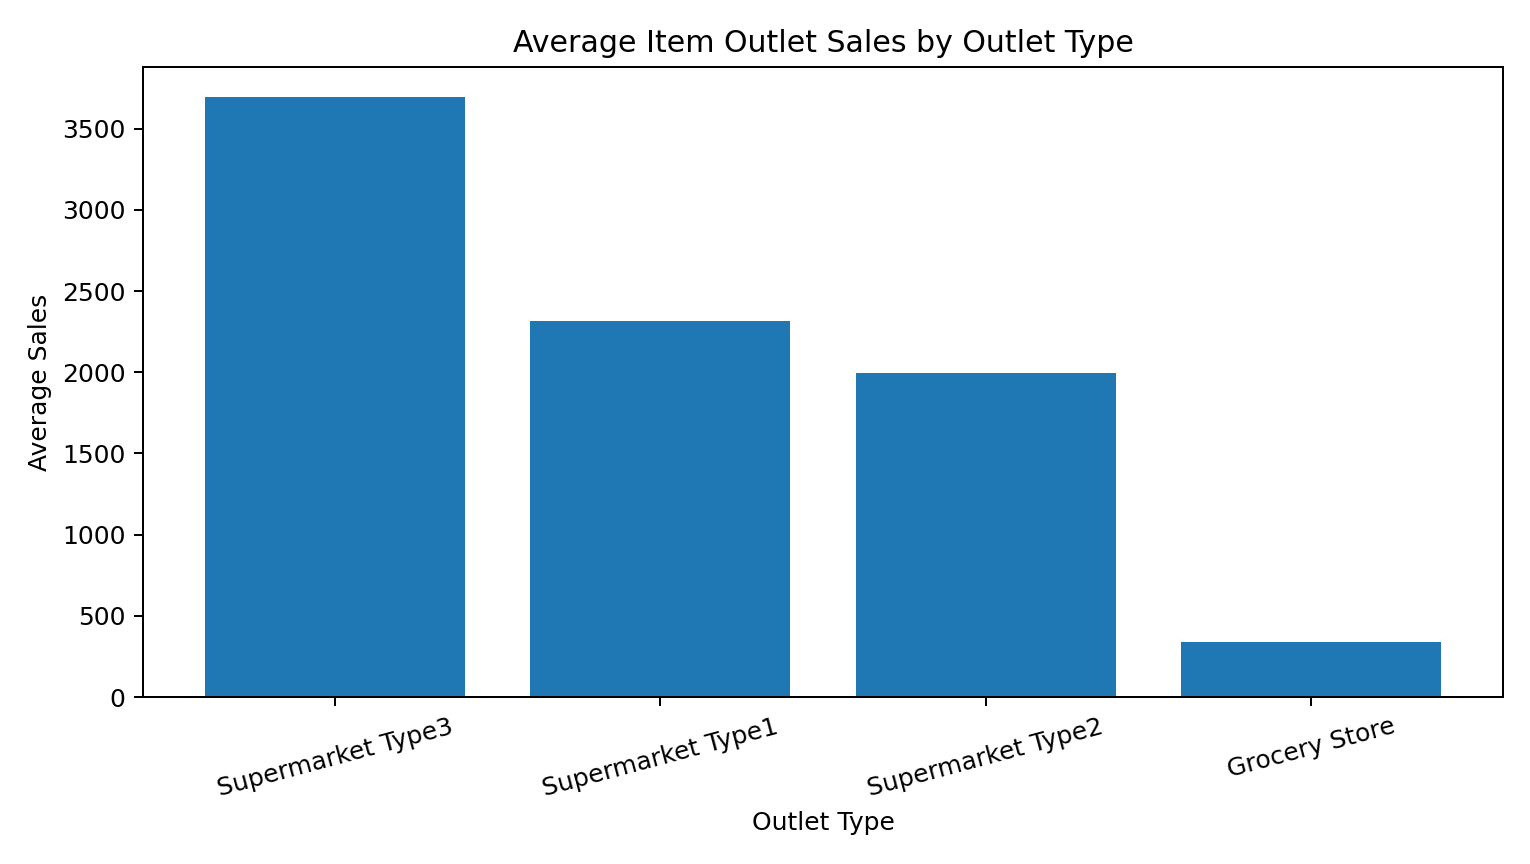 Average Item Outlet Sales by Outlet Type
Average Sales
3500
3000
2500
2000
1500
1000
500
0
Supermarket Type3
Supermarket Type1
Supermarket Type2
Grocery Store
Outlet Type